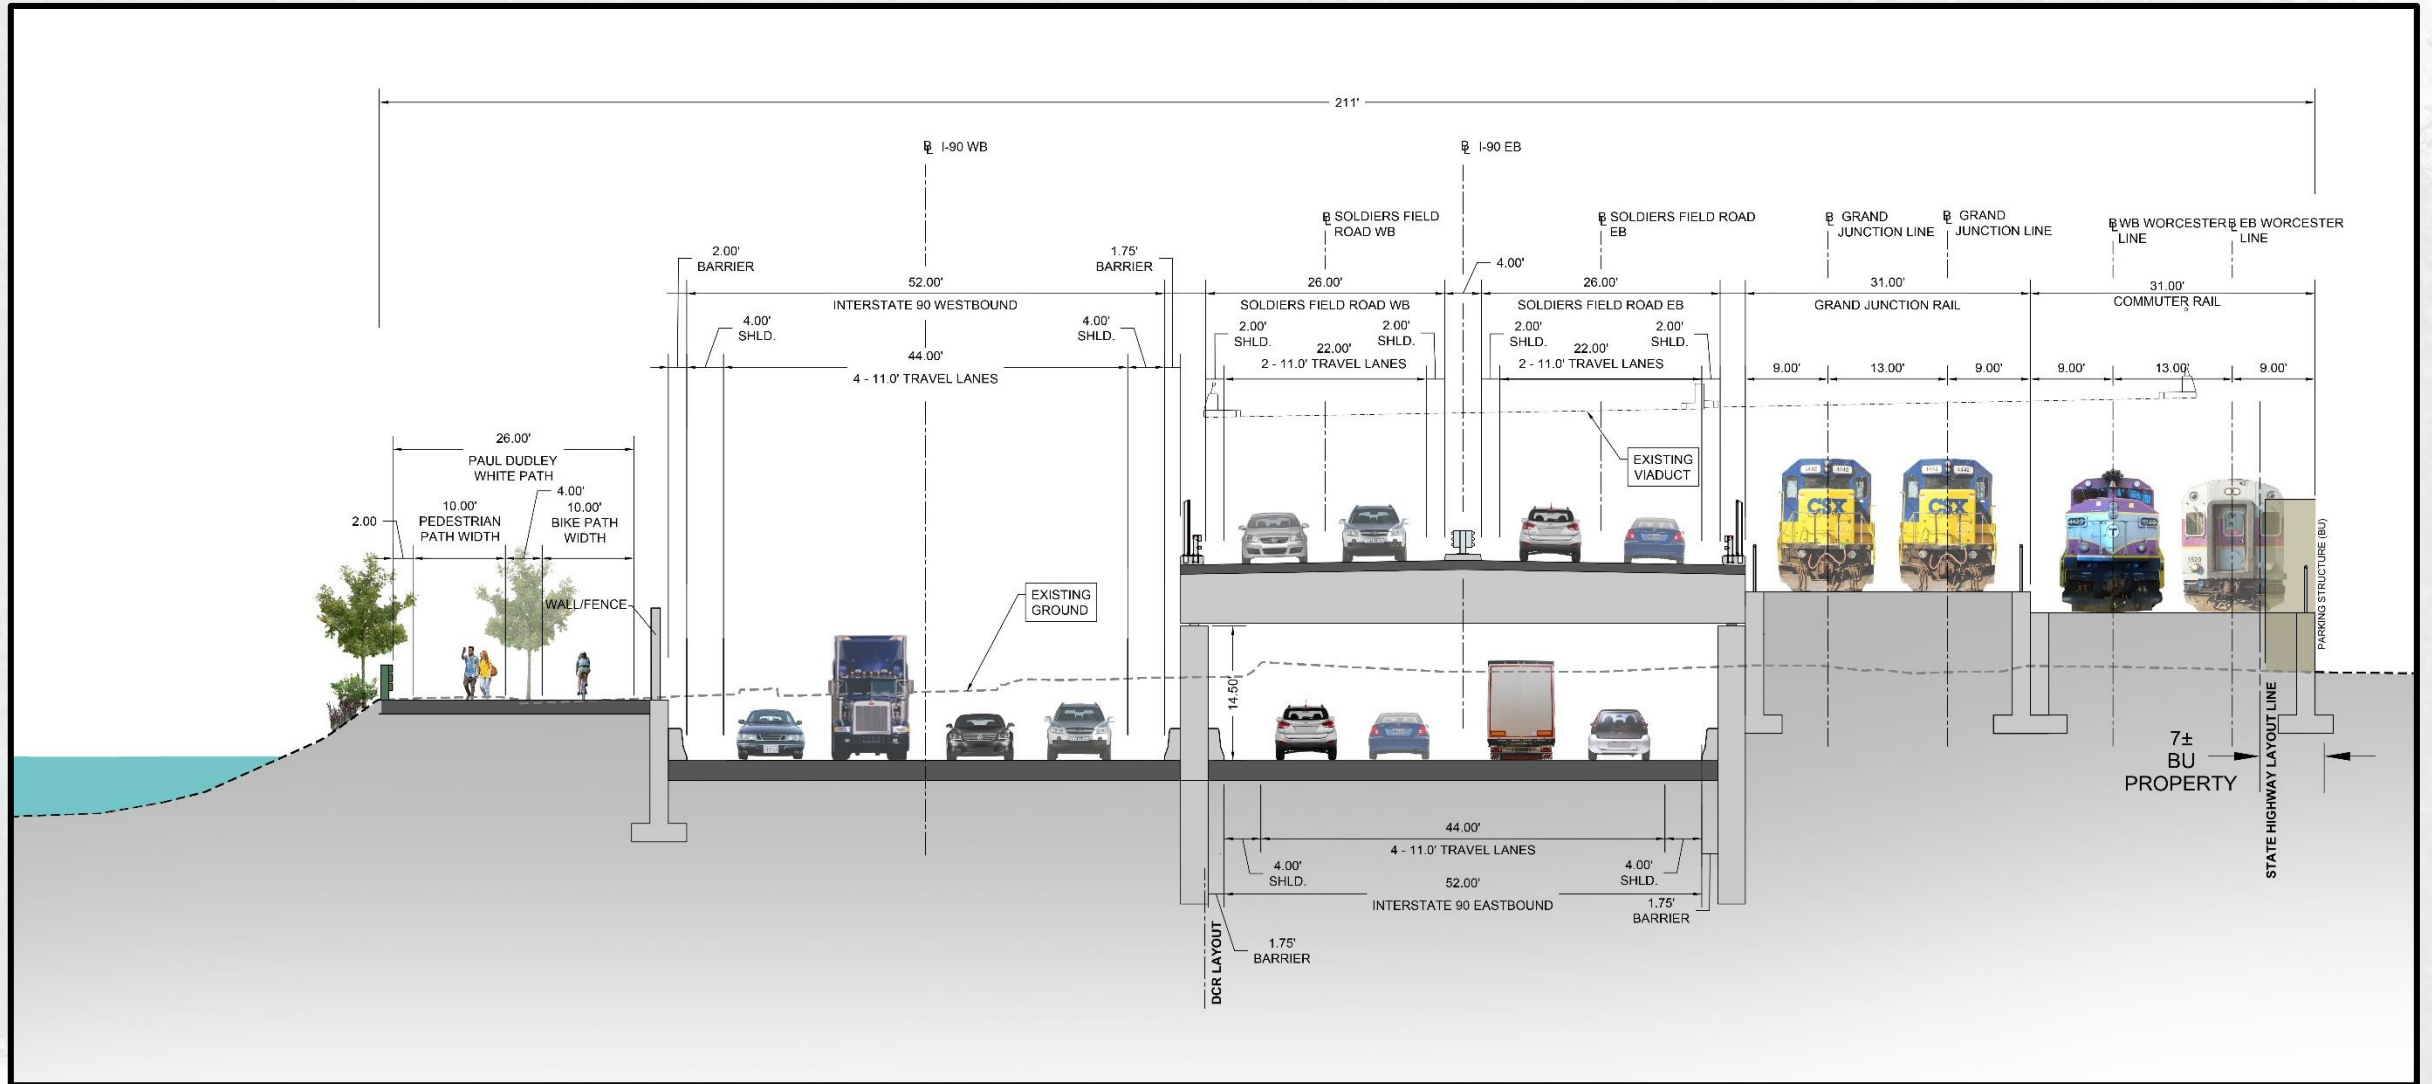 211'
℄ I-90 WB
℄ I-90 EB
℄ SOLDIERS FIELD
ROAD WB
℄ SOLDIERS FIELD ROAD
EB
℄ GRAND
JUNCTION LINE
℄ GRAND
JUNCTION LINE
℄ WB WORCESTER
LINE
℄ EB WORCESTER
LINE
2.00'
BARRIER
1.75'
BARRIER
52.00'
INTERSTATE 90 WESTBOUND
4.00'
SHLD.
4.00'
SHLD.
44.00'
4 - 11.0' TRAVEL LANES
26.00'
SOLDIERS FIELD ROAD WB
4.00'
26.00'
SOLDIERS FIELD ROAD EB
2.00'
SHLD.
2.00'
SHLD.
22.00'
2 - 11.0' TRAVEL LANES
2.00'
SHLD.
2.00'
SHLD.
22.00'
2 - 11.0' TRAVEL LANES
31.00'
GRAND JUNCTION RAIL
31.00'
COMMUTER RAIL
9.00'
13.00'
9.00'
9.00'
13.00'
9.00'
26.00'
PAUL DUDLEY
WHITE PATH
2.00
10.00'
PEDESTRIAN
PATH WIDTH
4.00'
10.00'
BIKE PATH
WIDTH
WALL/FENCE
EXISTING
GROUND
EXISTING
VIADUCT
CSX
CSX
PARKING STRUCTURE (BU)
14.50'
7±
BU
PROPERTY
STATE HIGHWAY LAYOUT LINE
44.00'
4 - 11.0' TRAVEL LANES
4.00'
SHLD.
4.00'
SHLD.
52.00'
INTERSTATE 90 EASTBOUND
1.75'
BARRIER
1.75'
BARRIER
DCR LAYOUT